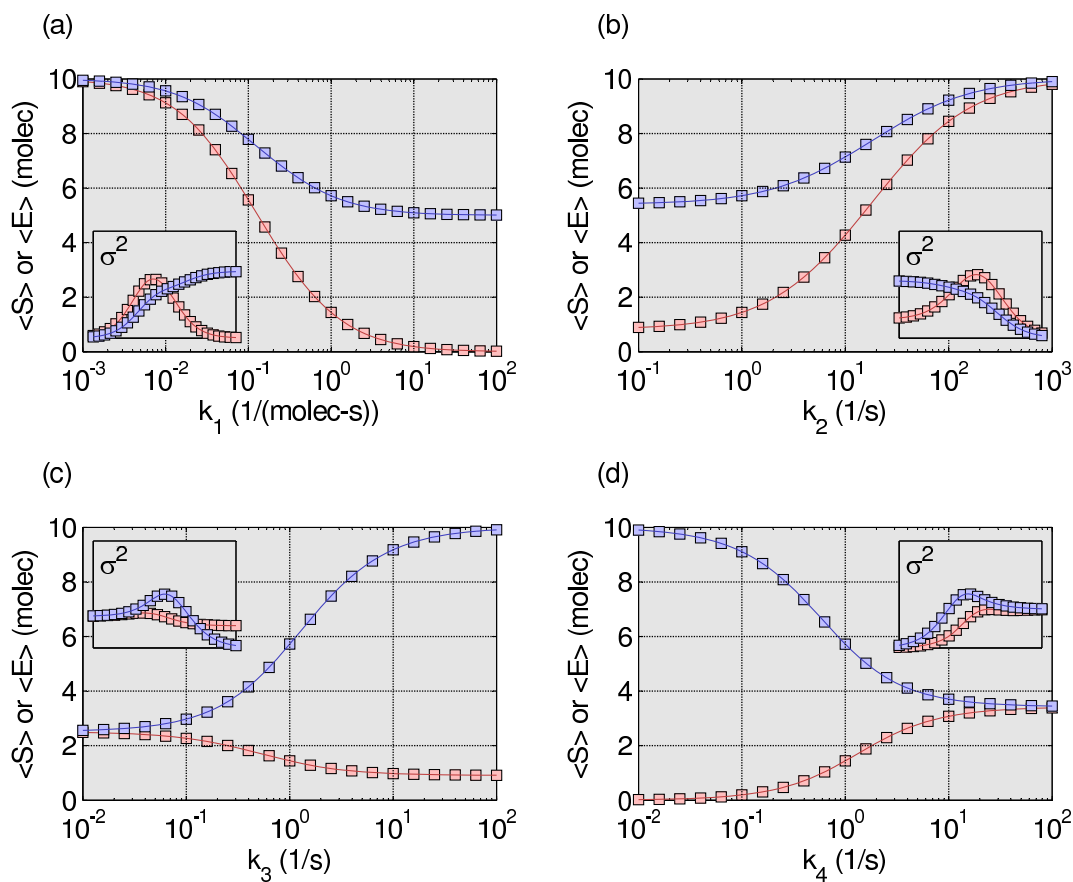 (a)
10
8
6
4
2
0
<S> or <E> (molec)
σ²
10⁻³ 10⁻² 10⁻¹ 10⁰ 10¹ 10²
k₁ (1/(molec-s))
(b)
10
8
6
4
2
0
<S> or <E> (molec)
σ²
10⁻¹ 10⁰ 10¹ 10² 10³
k₂ (1/s)
(c)
10
8
6
4
2
0
<S> or <E> (molec)
σ²
10⁻² 10⁻¹ 10⁰ 10¹ 10²
k₃ (1/s)
(d)
10
8
6
4
2
0
<S> or <E> (molec)
σ²
10⁻² 10⁻¹ 10⁰ 10¹ 10²
k₄ (1/s)